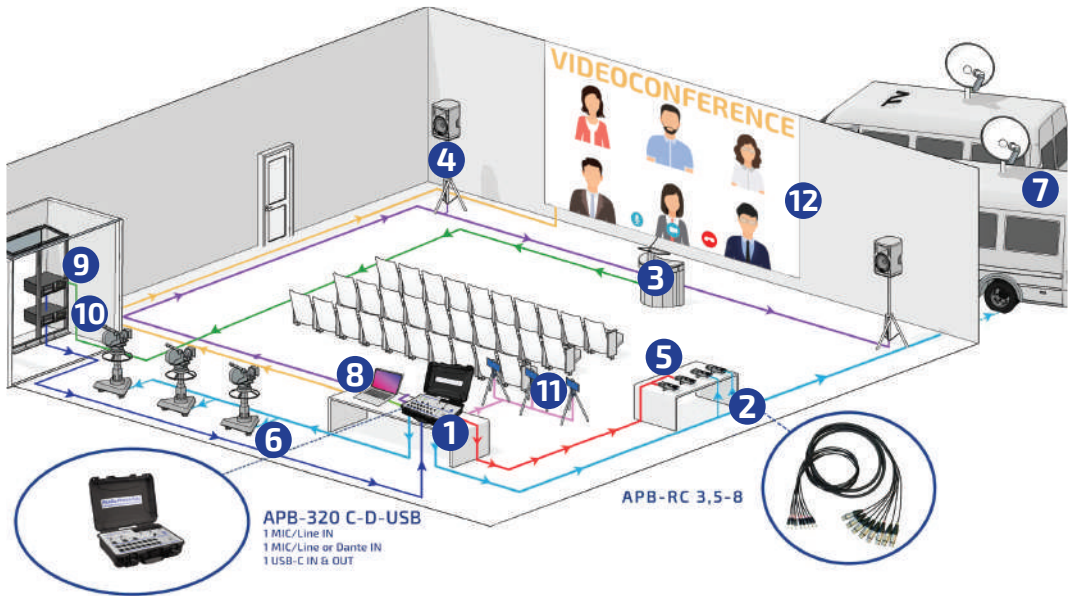 VIDEOCONFERENCE
4
12
7
3
9
10
8
11
5
1
2
6
APB-320 C-D-USB
1 MIC/Line IN
1 MIC/Line or Dante IN
1 USB-C IN & OUT
APB-RC 3,5-8